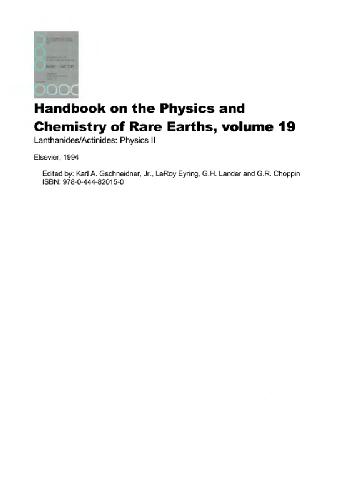 Handbook on the Physics and
Chemistry of Rare Earths, volume 19
Lanthanides/Actinides: Physics II
Elsevier, 1994
Edited by: Karl A. Gschneidner, Jr., LeRoy Eyring, G.H. Lander and G.R. Choppin
ISBN: 978-0-444-82015-0